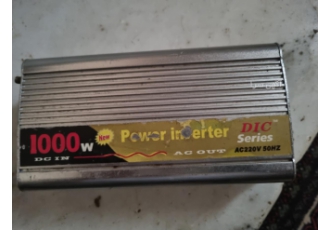 1000W New Power inverter DIC
Series
DC IN AC OUT AC220V 50HZ